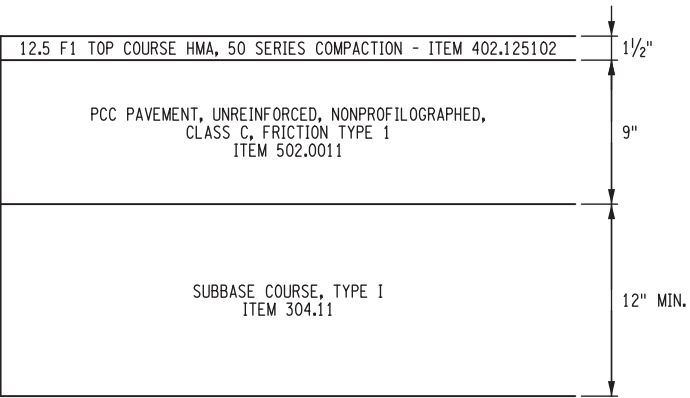 12.5 F1 TOP COURSE HMA, 50 SERIES COMPACTION - ITEM 402.125102
1½"
PCC PAVEMENT, UNREINFORCED, NONPROFILOGRAPHED,
CLASS C, FRICTION TYPE 1
ITEM 502.0011
9"
SUBBASE COURSE, TYPE I
ITEM 304.11
12" MIN.